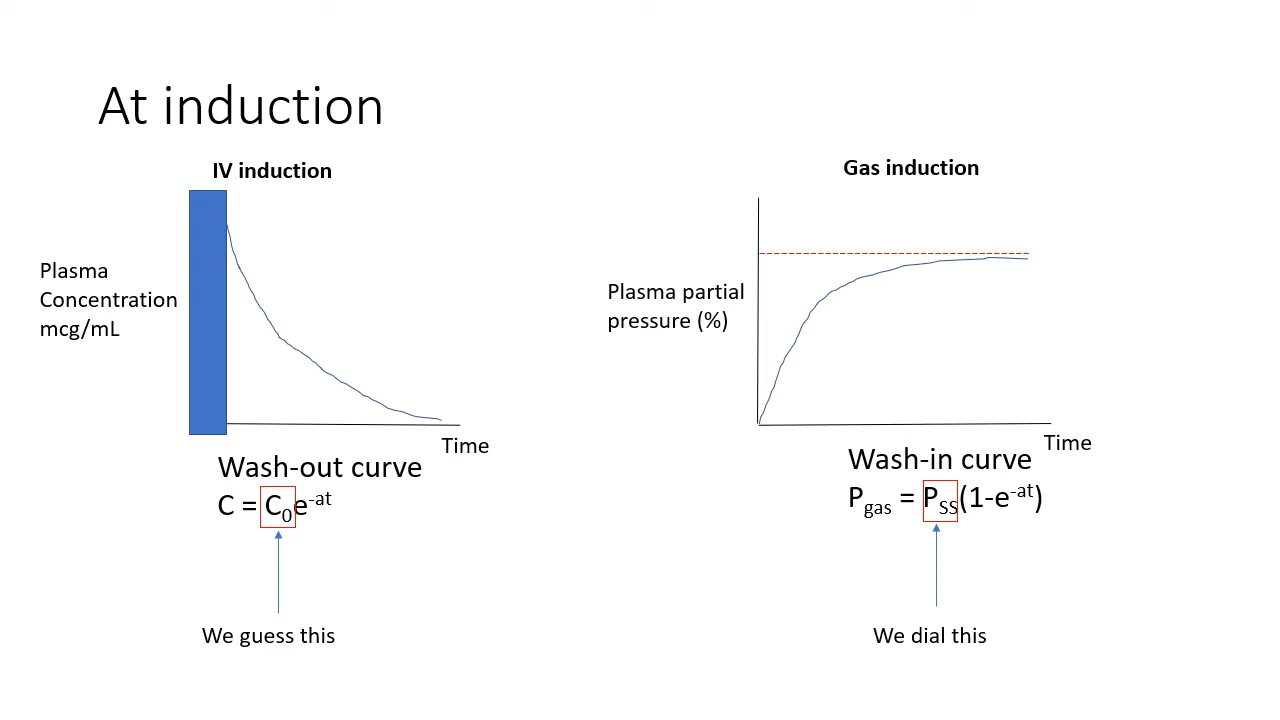 At induction
IV induction
Plasma
Concentration
mcg/mL
Time
Wash-out curve
C = C₀e⁻ᵃᵗ
We guess this
Gas induction
Plasma partial
pressure (%)
Time
Wash-in curve
Pgas = PSS(1-e⁻ᵃᵗ)
We dial this